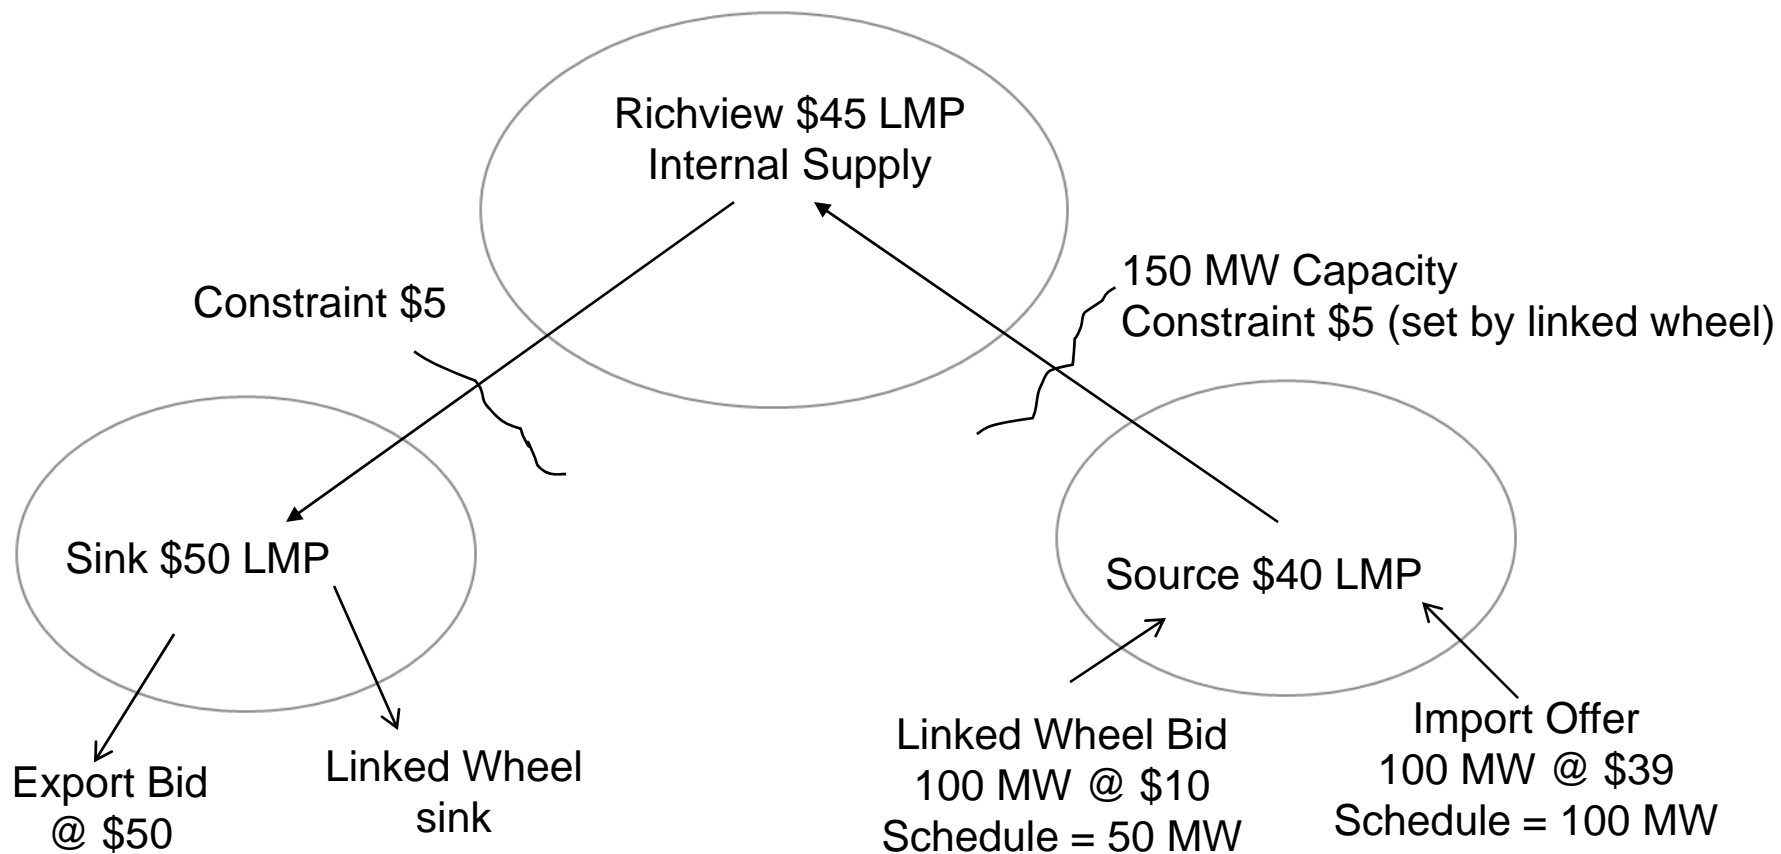 Richview $45 LMP
Internal Supply
Constraint $5
150 MW Capacity
Constraint $5 (set by linked wheel)
Sink $50 LMP
Source $40 LMP
Export Bid
@ $50
Linked Wheel
sink
Linked Wheel Bid
100 MW @ $10
Schedule = 50 MW
Import Offer
100 MW @ $39
Schedule = 100 MW